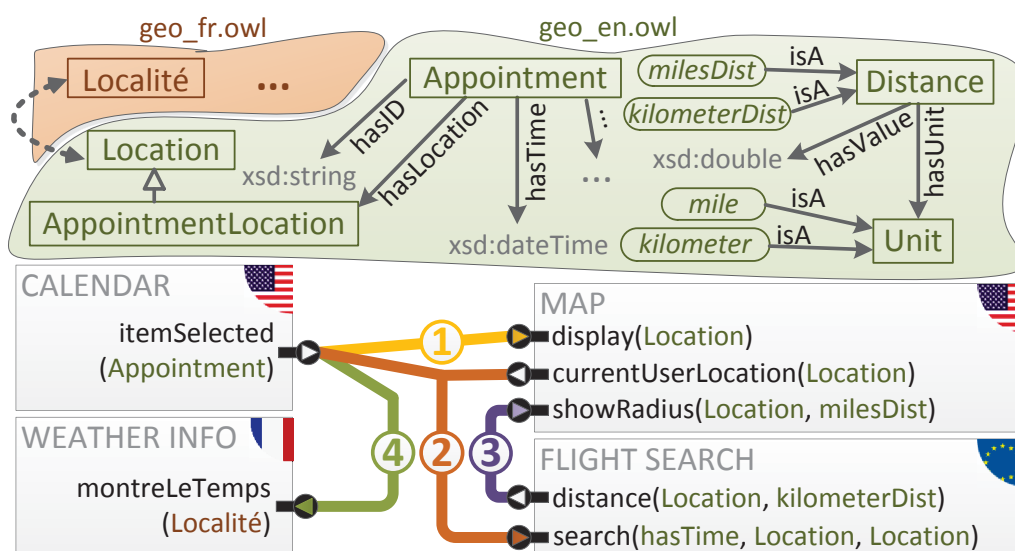 geo_fr.owl
geo_en.owl
Localité
...
Appointment
milesDist
isA
Distance
kilometerDist
isA
Location
hasID
hasLocation
hasTime
...
hasValue
hasUnit
xsd:string
...
xsd:double
AppointmentLocation
mile
isA
xsd:dateTime
kilometer
isA
Unit
CALENDAR
itemSelected
(Appointment)
WEATHER INFO
montreLeTemps
(Localité)
1
4
2
3
MAP
display(Location)
currentUserLocation(Location)
showRadius(Location, milesDist)
FLIGHT SEARCH
distance(Location, kilometerDist)
search(hasTime, Location, Location)